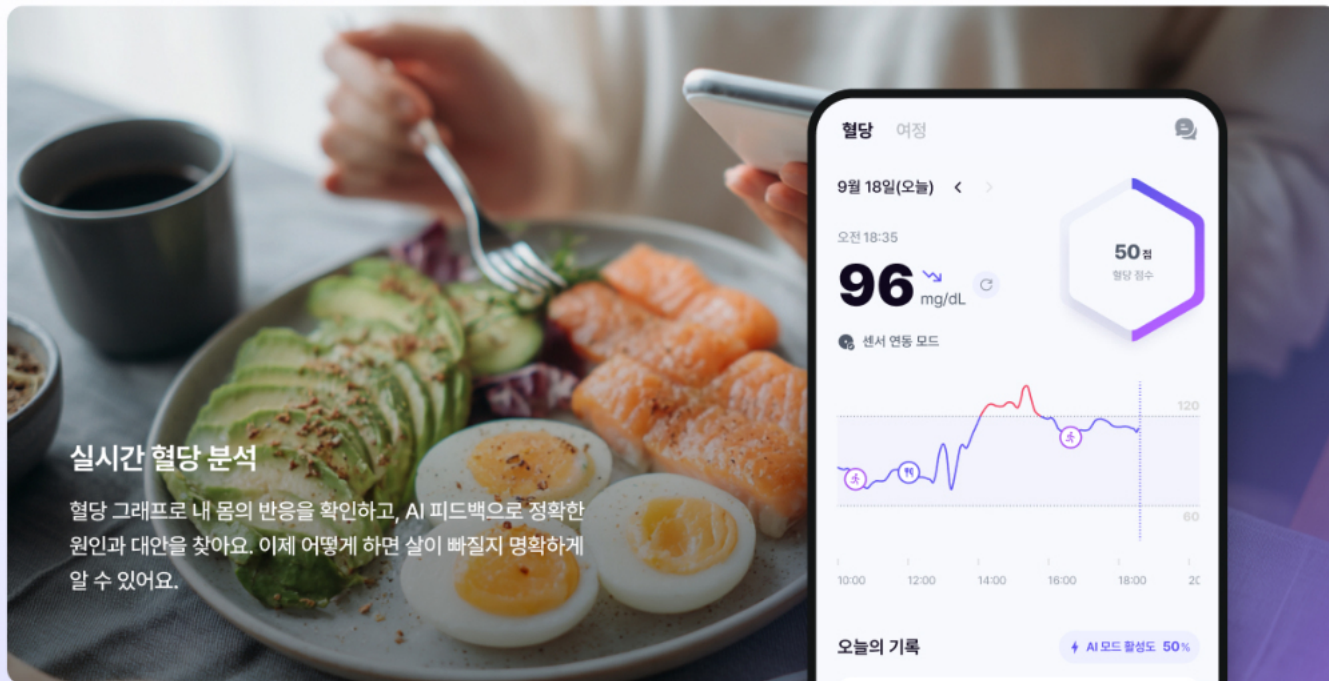 실시간 혈당 분석
혈당 그래프로 내 몸의 반응을 확인하고, AI 피드백으로 정확한
원인과 대안을 찾아요. 이제 어떻게 하면 살이 빠질지 명확하게
알 수 있어요.
혈당 여정
9월 18일(오늘)
오전 18:35
96 mg/dL
센서 연동 모드
50점
혈당 점수
120
60
10:00 12:00 14:00 16:00 18:00 20
오늘의 기록
AI 모드 활성도 50%